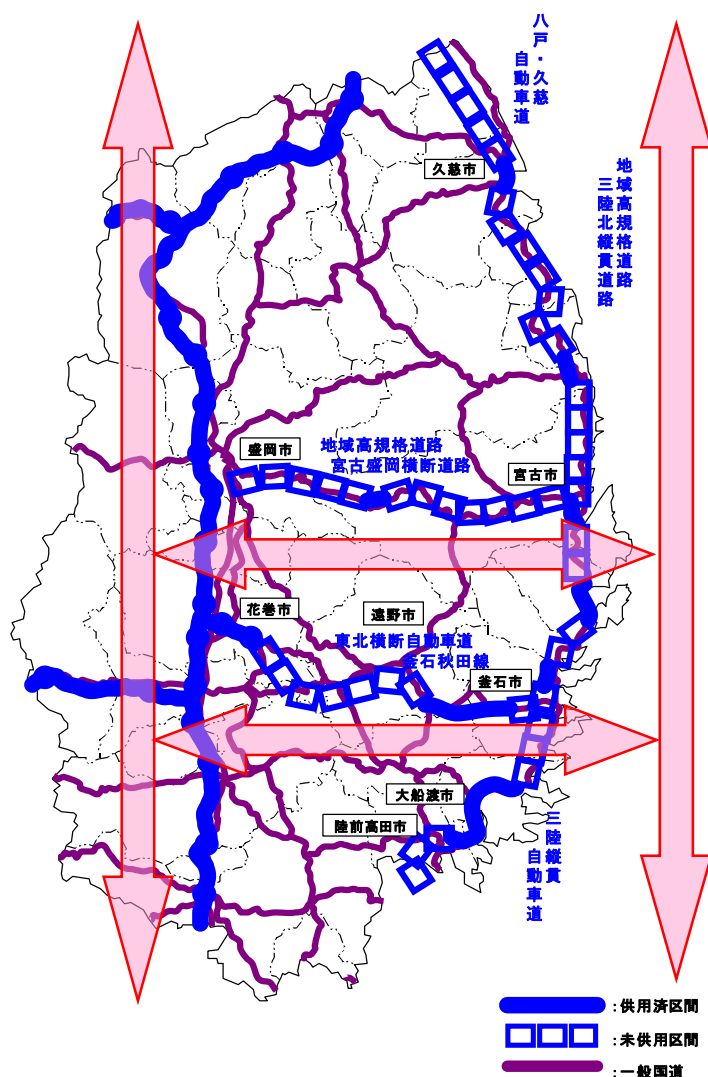 八戸・久慈
自動車道
久慈市
地域高規格道路
三陸北縦貫道路
盛岡市
地域高規格道路
宮古盛岡横断道路
宮古市
花巻市
遠野市
東北横断自動車道
釜石秋田線
釜石市
大船渡市
陸前高田市
三陸縦貫
自動車道
:供用済区間
:未供用区間
:一般国道